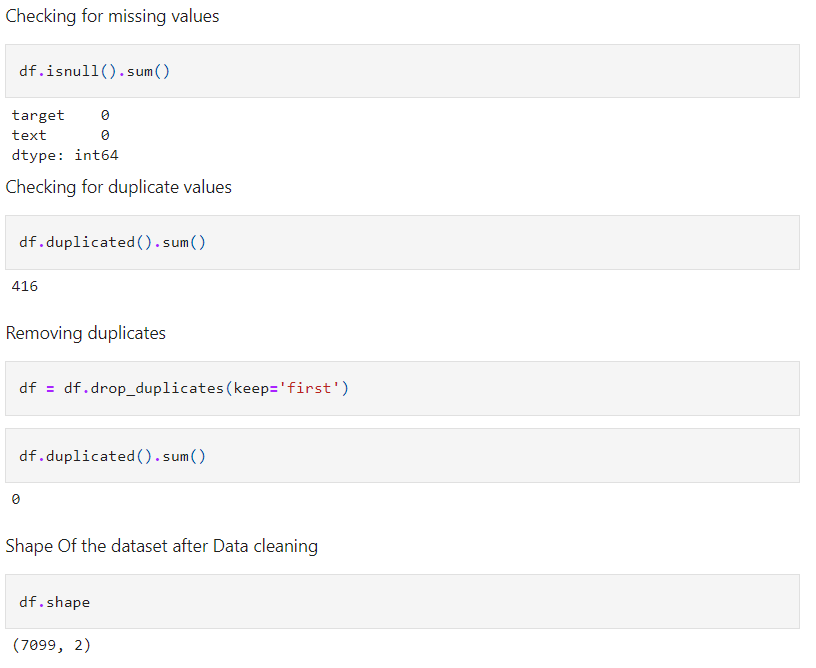 Checking for missing values
df.isnull().sum()
target    0
text      0
dtype: int64
Checking for duplicate values
df.duplicated().sum()
416
Removing duplicates
df = df.drop_duplicates(keep='first')
df.duplicated().sum()
0
Shape Of the dataset after Data cleaning
df.shape
(7099, 2)